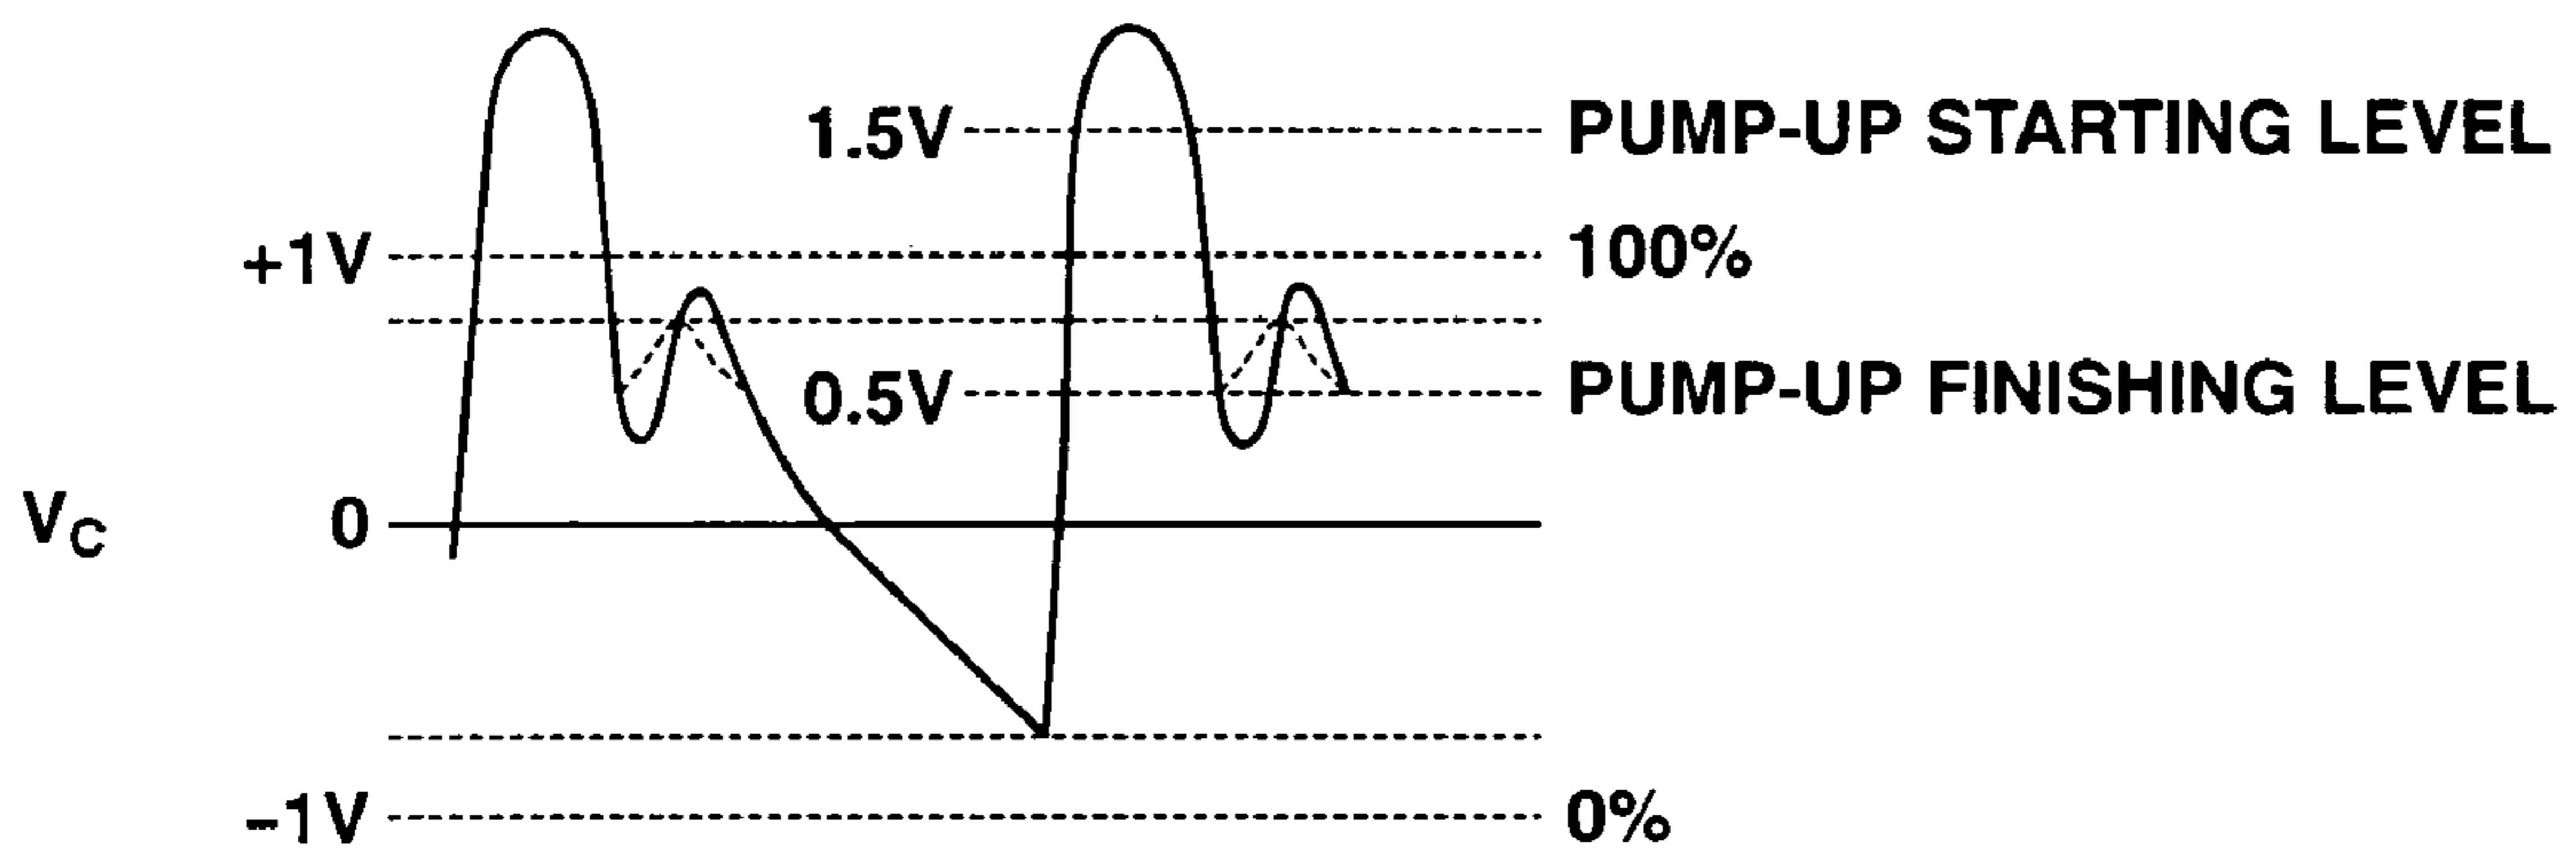 1.5V PUMP-UP STARTING LEVEL
+1V 100%
0.5V PUMP-UP FINISHING LEVEL
VC 0
-1V 0%